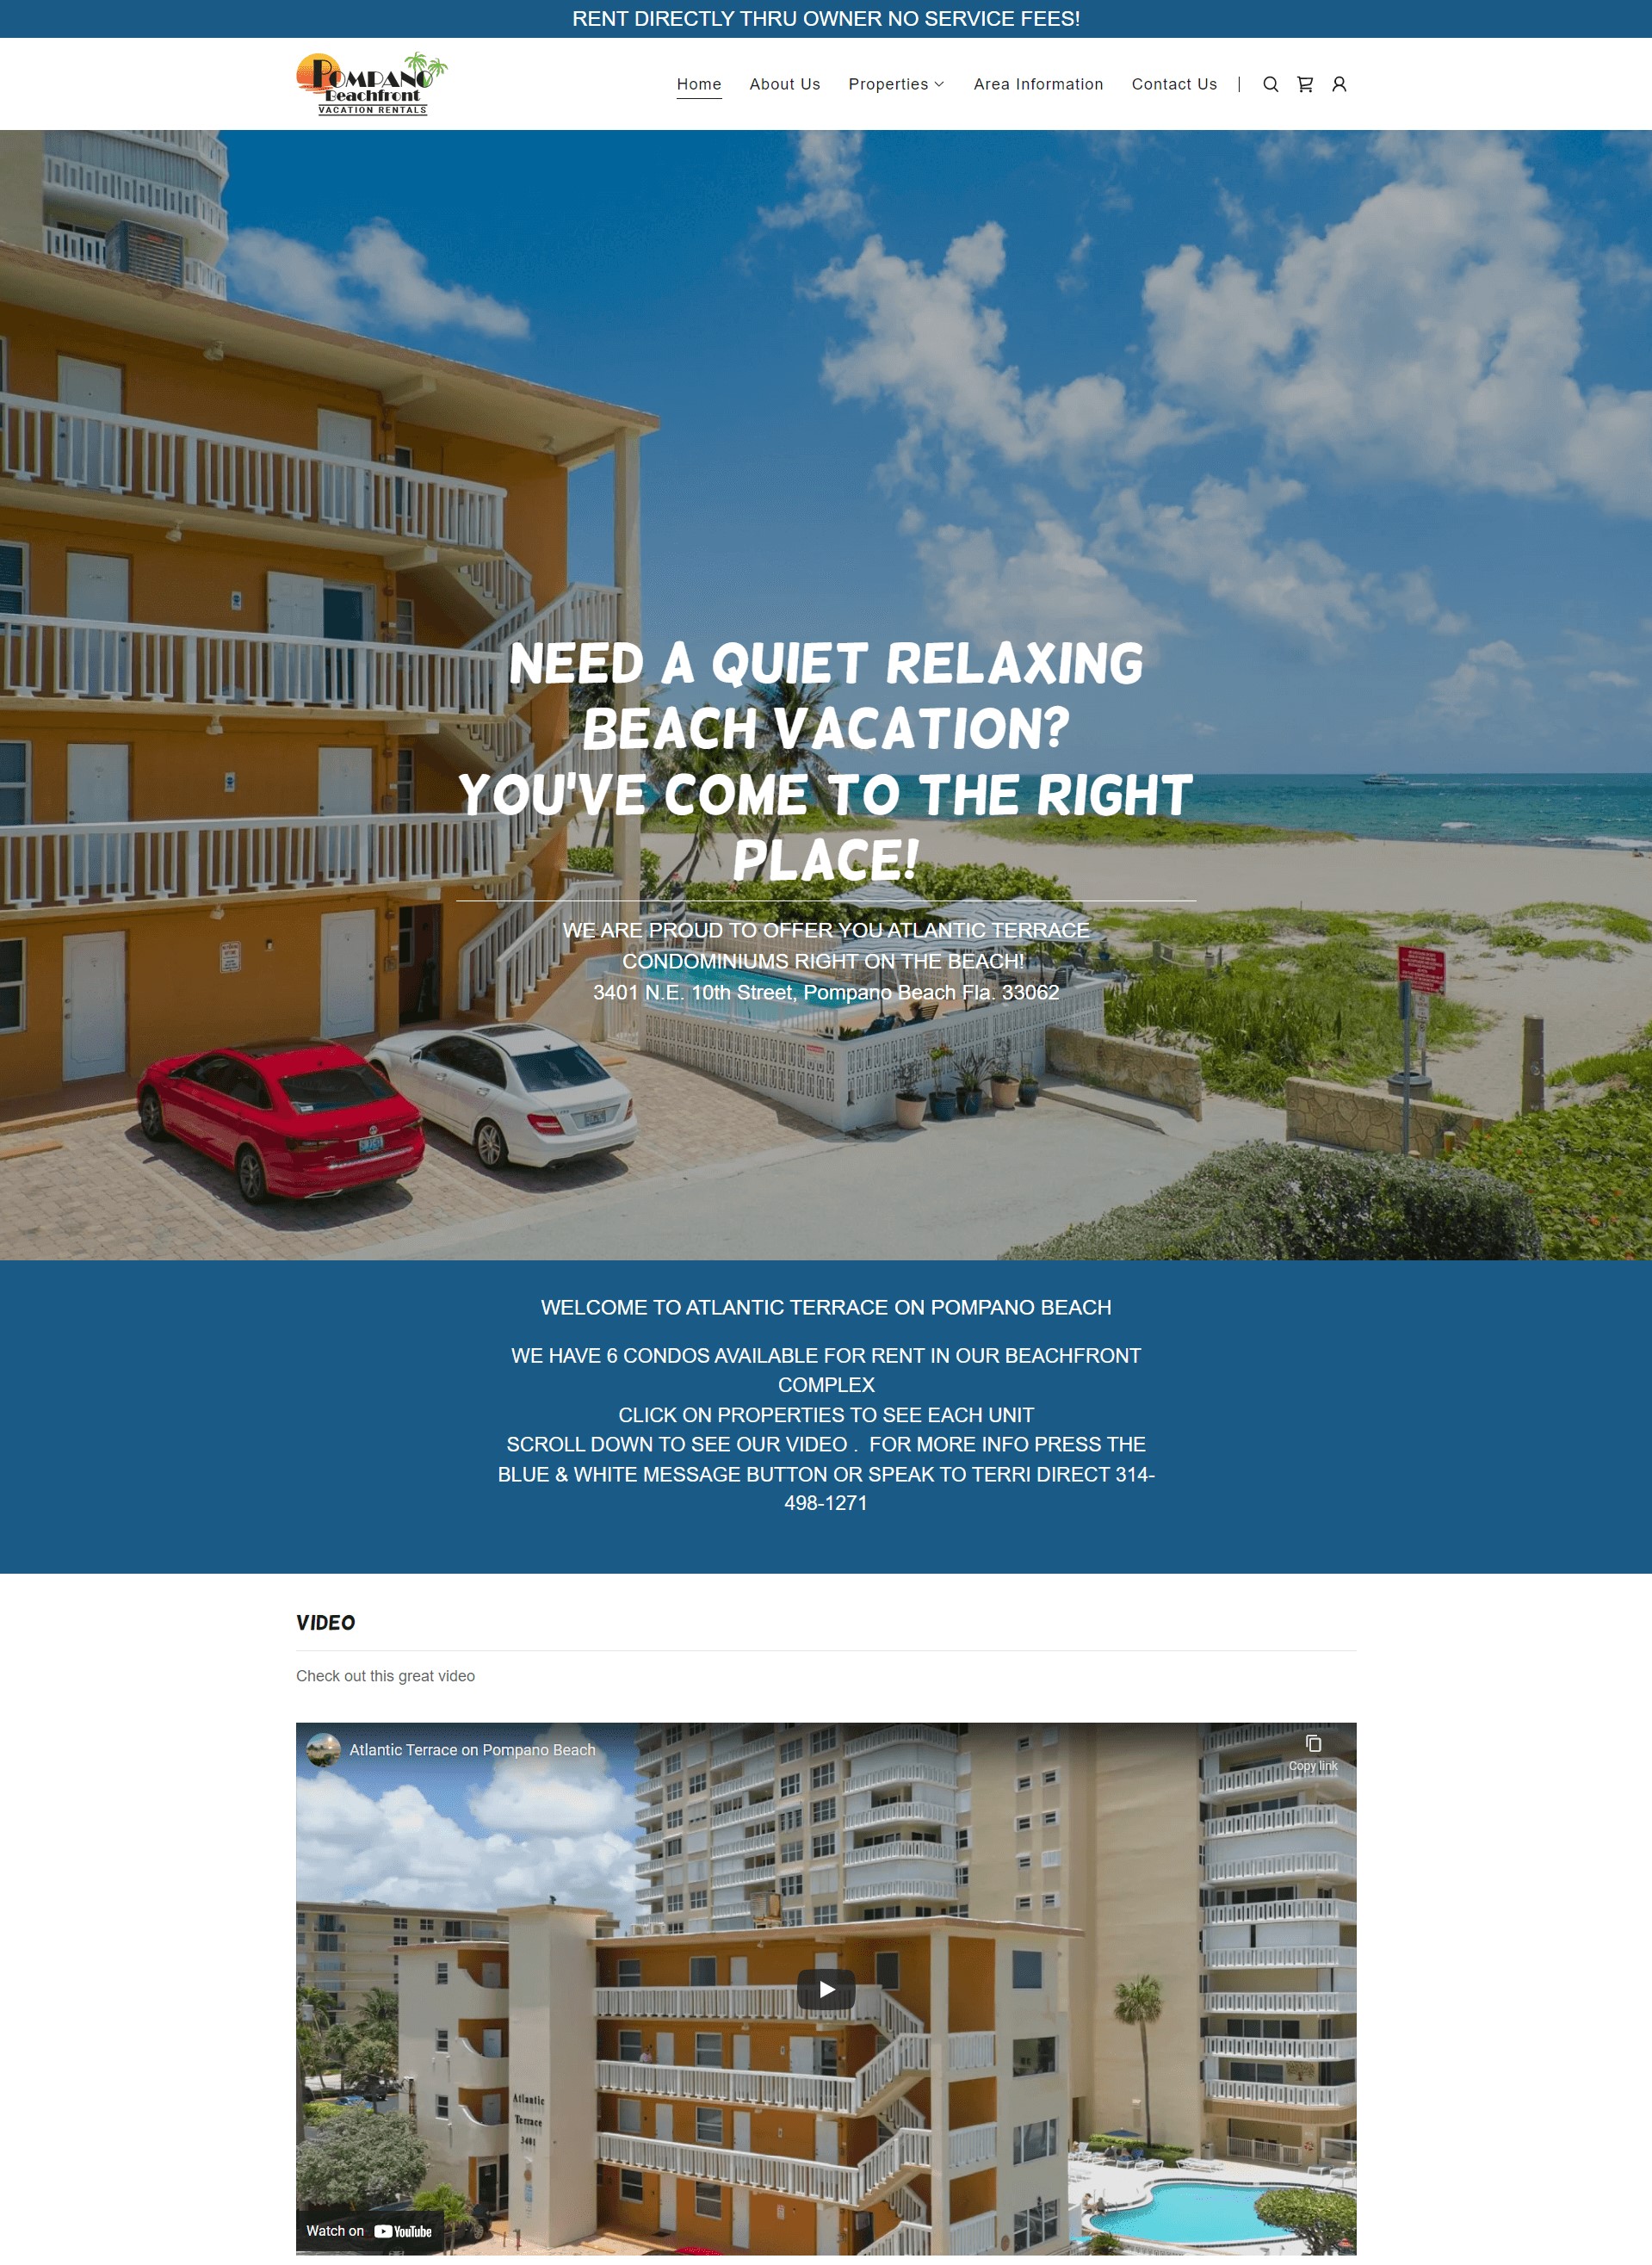 RENT DIRECTLY THRU OWNER NO SERVICE FEES!
POMPANO
Beachfront
VACATION RENTALS
Home About Us Properties Area Information Contact Us
NEED A QUIET RELAXING
BEACH VACATION?
YOU'VE COME TO THE RIGHT
PLACE!
WE ARE PROUD TO OFFER YOU ATLANTIC TERRACE
CONDOMINIUMS RIGHT ON THE BEACH!
3401 N.E. 10th Street, Pompano Beach Fla. 33062
WELCOME TO ATLANTIC TERRACE ON POMPANO BEACH
WE HAVE 6 CONDOS AVAILABLE FOR RENT IN OUR BEACHFRONT
COMPLEX
CLICK ON PROPERTIES TO SEE EACH UNIT
SCROLL DOWN TO SEE OUR VIDEO .  FOR MORE INFO PRESS THE
BLUE & WHITE MESSAGE BUTTON OR SPEAK TO TERRI DIRECT 314-
498-1271
VIDEO
Check out this great video
Atlantic Terrace on Pompano Beach
Copy link
Atlantic
Terrace
3401
Watch on YouTube